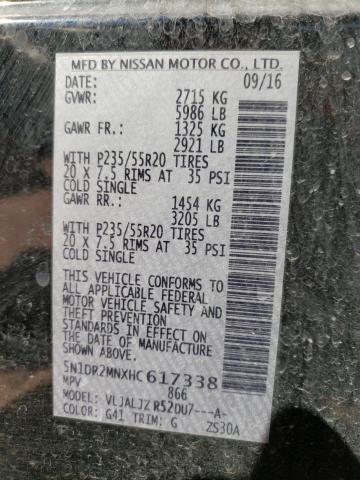 MFD BY NISSAN MOTOR CO., LTD.
DATE: 09/16
GVWR: 2715 KG
5986 LB
GAWR FR.: 1325 KG
2921 LB
WITH P235/55R20 TIRES
20 X 7.5 RIMS AT 35 PSI
COLD SINGLE
GAWR RR.: 1454 KG
3205 LB
WITH P235/55R20 TIRES
20 X 7.5 RIMS AT 35 PSI
COLD SINGLE
THIS VEHICLE CONFORMS TO
ALL APPLICABLE FEDERAL
MOTOR VEHICLE SAFETY AND
THEFT PREVENTION
STANDARDS IN EFFECT ON
THE DATE OF MANUFACTURE
SHOWN ABOVE.
5N1DR2MNXHC617338
MPV 866
MODEL: VLJALJZ R52OU7---A-
COLOR: G41 TRIM: G ZS30A